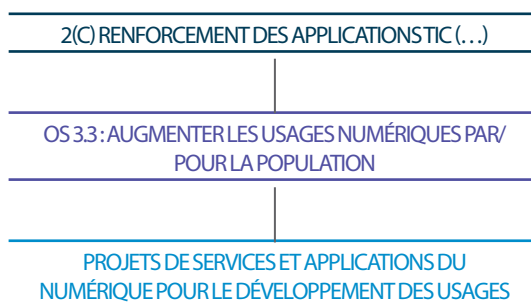 2(C) RENFORCEMENT DES APPLICATIONS TIC (…)
OS 3.3 : AUGMENTER LES USAGES NUMÉRIQUES PAR/
POUR LA POPULATION
PROJETS DE SERVICES ET APPLICATIONS DU
NUMÉRIQUE POUR LE DÉVELOPPEMENT DES USAGES